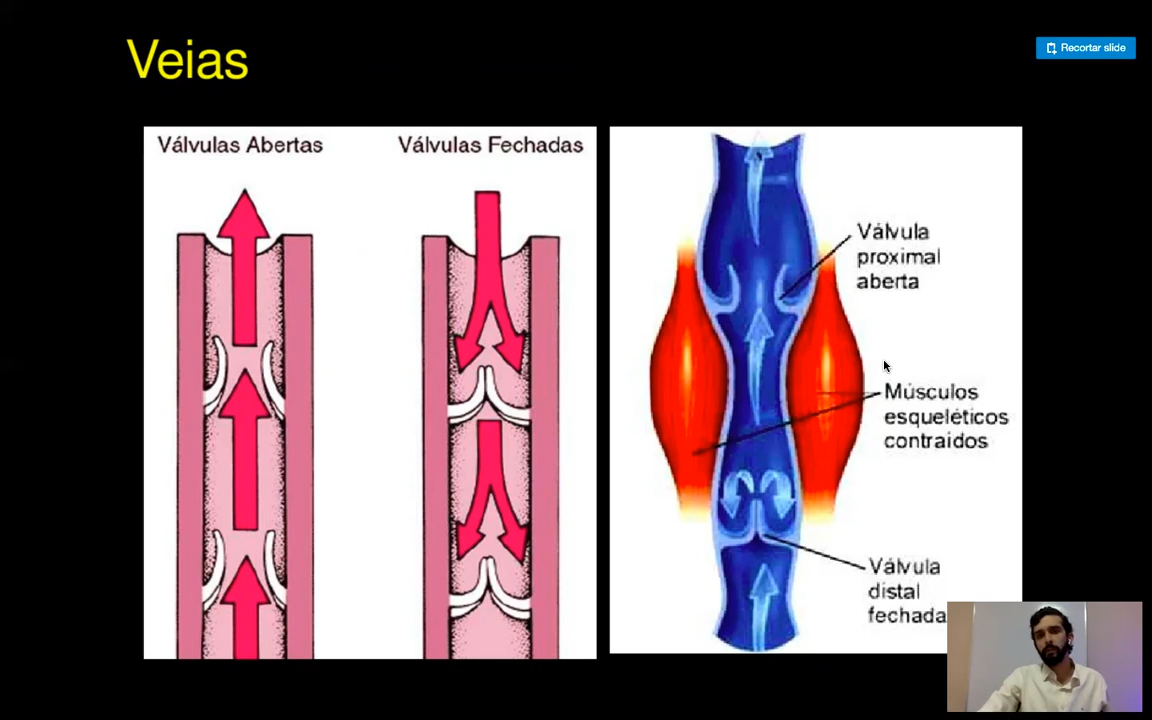 Veias
Recortar slide
Válvulas Abertas
Válvulas Fechadas
Válvula
proximal
aberta
Músculos
esqueléticos
contraídos
Válvula
distal
fechada